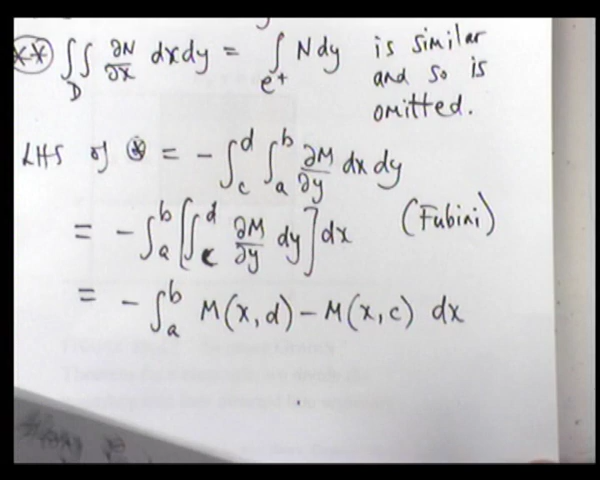 (**) ∬_D ∂N/∂x dxdy = ∫_{e+} N dy is similar and so is omitted.
LHS of (*) = - ∫_c^d ∫_a^b ∂M/∂y dx dy
= - ∫_a^b [∫_c^d ∂M/∂y dy] dx (Fubini)
= - ∫_a^b M(x,d) - M(x,c) dx